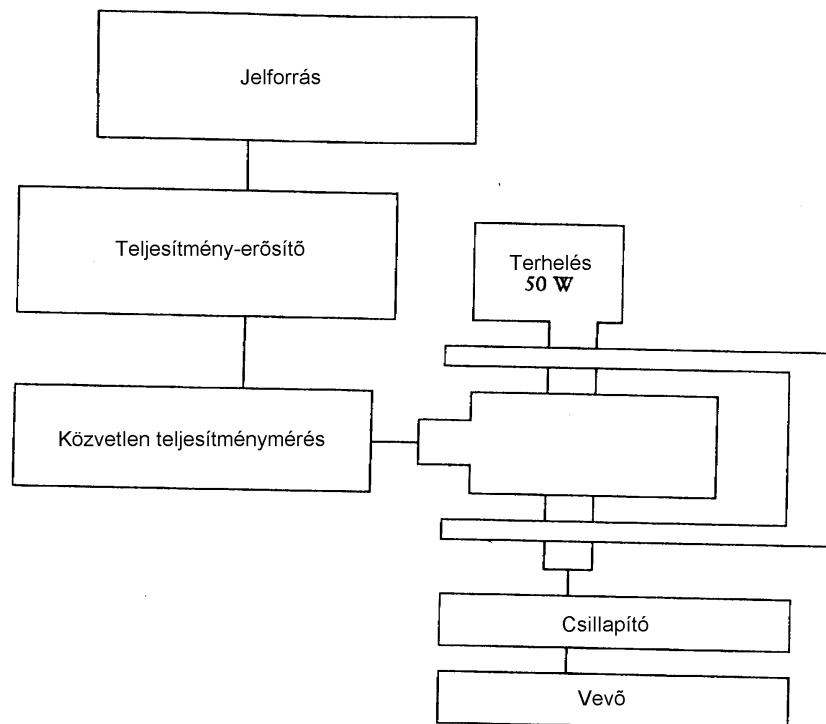 Jelforrás
Teljesítmény-erősítő
Terhelés
50 W
Közvetlen teljesítménymérés
Csillapító
Vevő